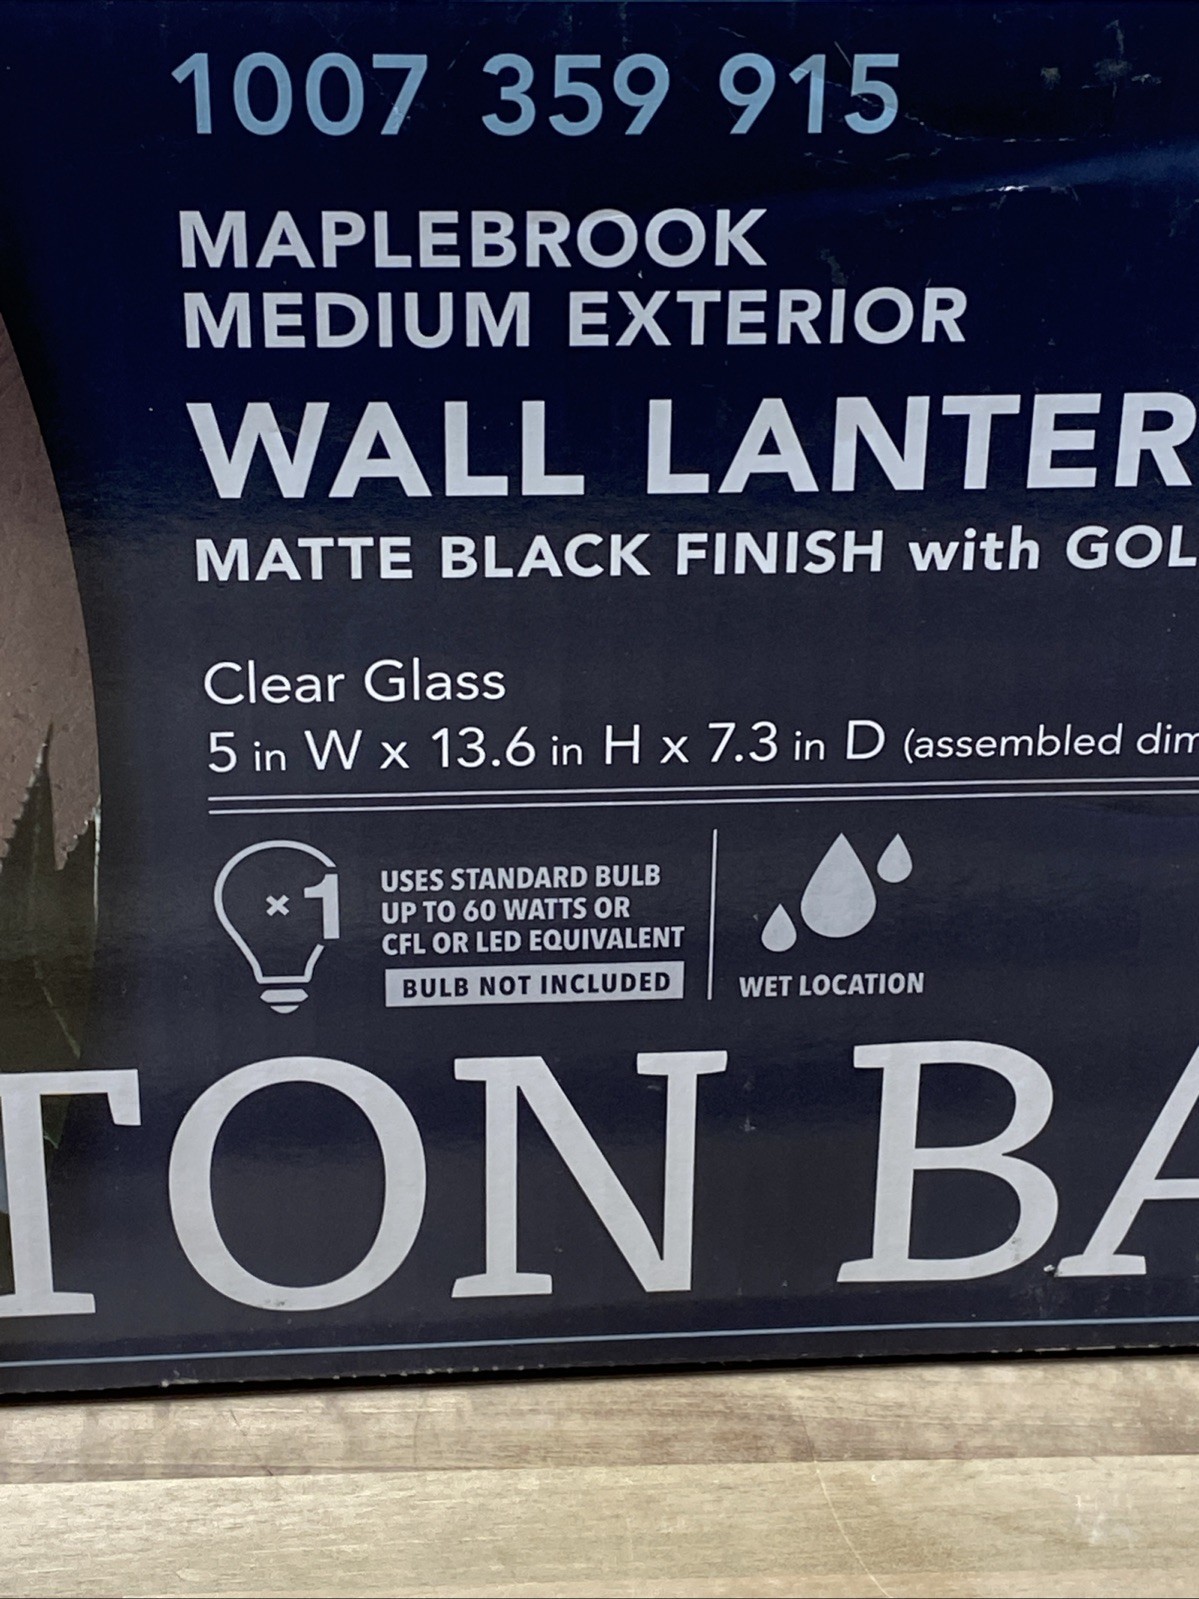 1007 359 915
MAPLEBROOK
MEDIUM EXTERIOR
WALL LANTER
MATTE BLACK FINISH with GOL
Clear Glass
5 in W x 13.6 in H x 7.3 in D (assembled dim
× 1
USES STANDARD BULB
UP TO 60 WATTS OR
CFL OR LED EQUIVALENT
BULB NOT INCLUDED
WET LOCATION
TON BA